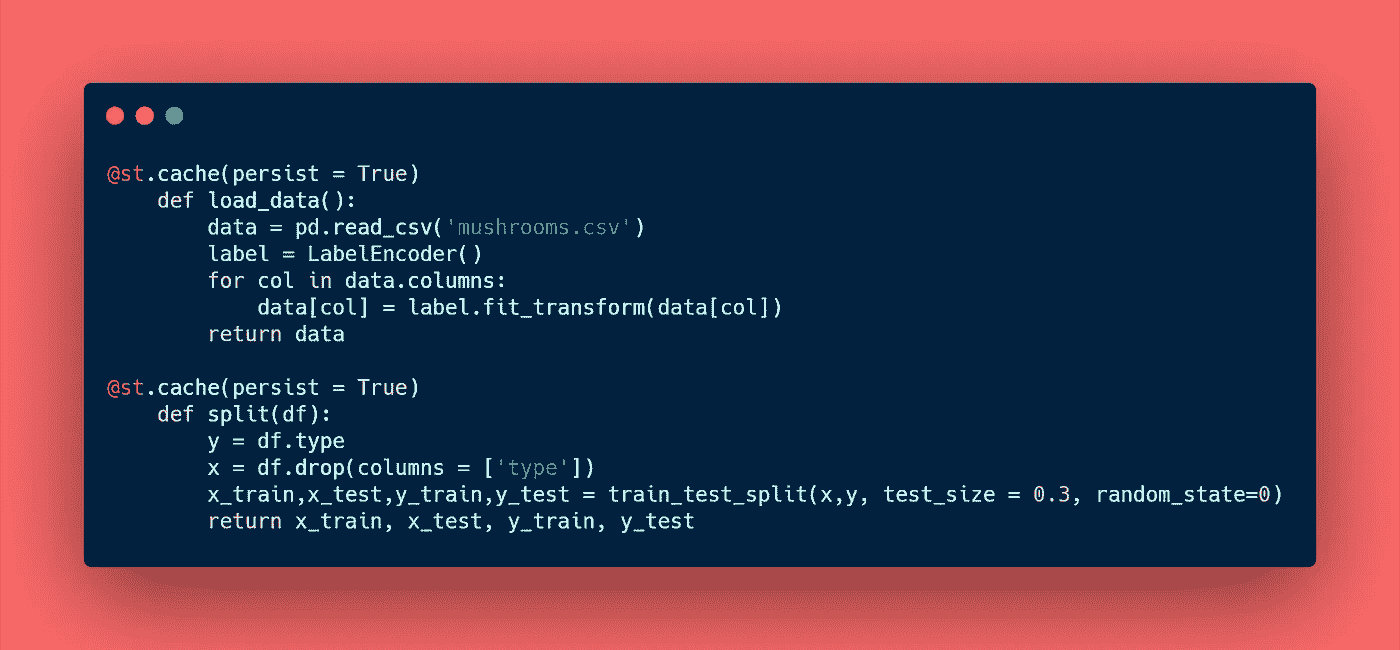 @st.cache(persist = True)
    def load_data():
        data = pd.read_csv('mushrooms.csv')
        label = LabelEncoder()
        for col in data.columns:
            data[col] = label.fit_transform(data[col])
        return data

@st.cache(persist = True)
    def split(df):
        y = df.type
        x = df.drop(columns = ['type'])
        x_train,x_test,y_train,y_test = train_test_split(x,y, test_size = 0.3, random_state=0)
        return x_train, x_test, y_train, y_test